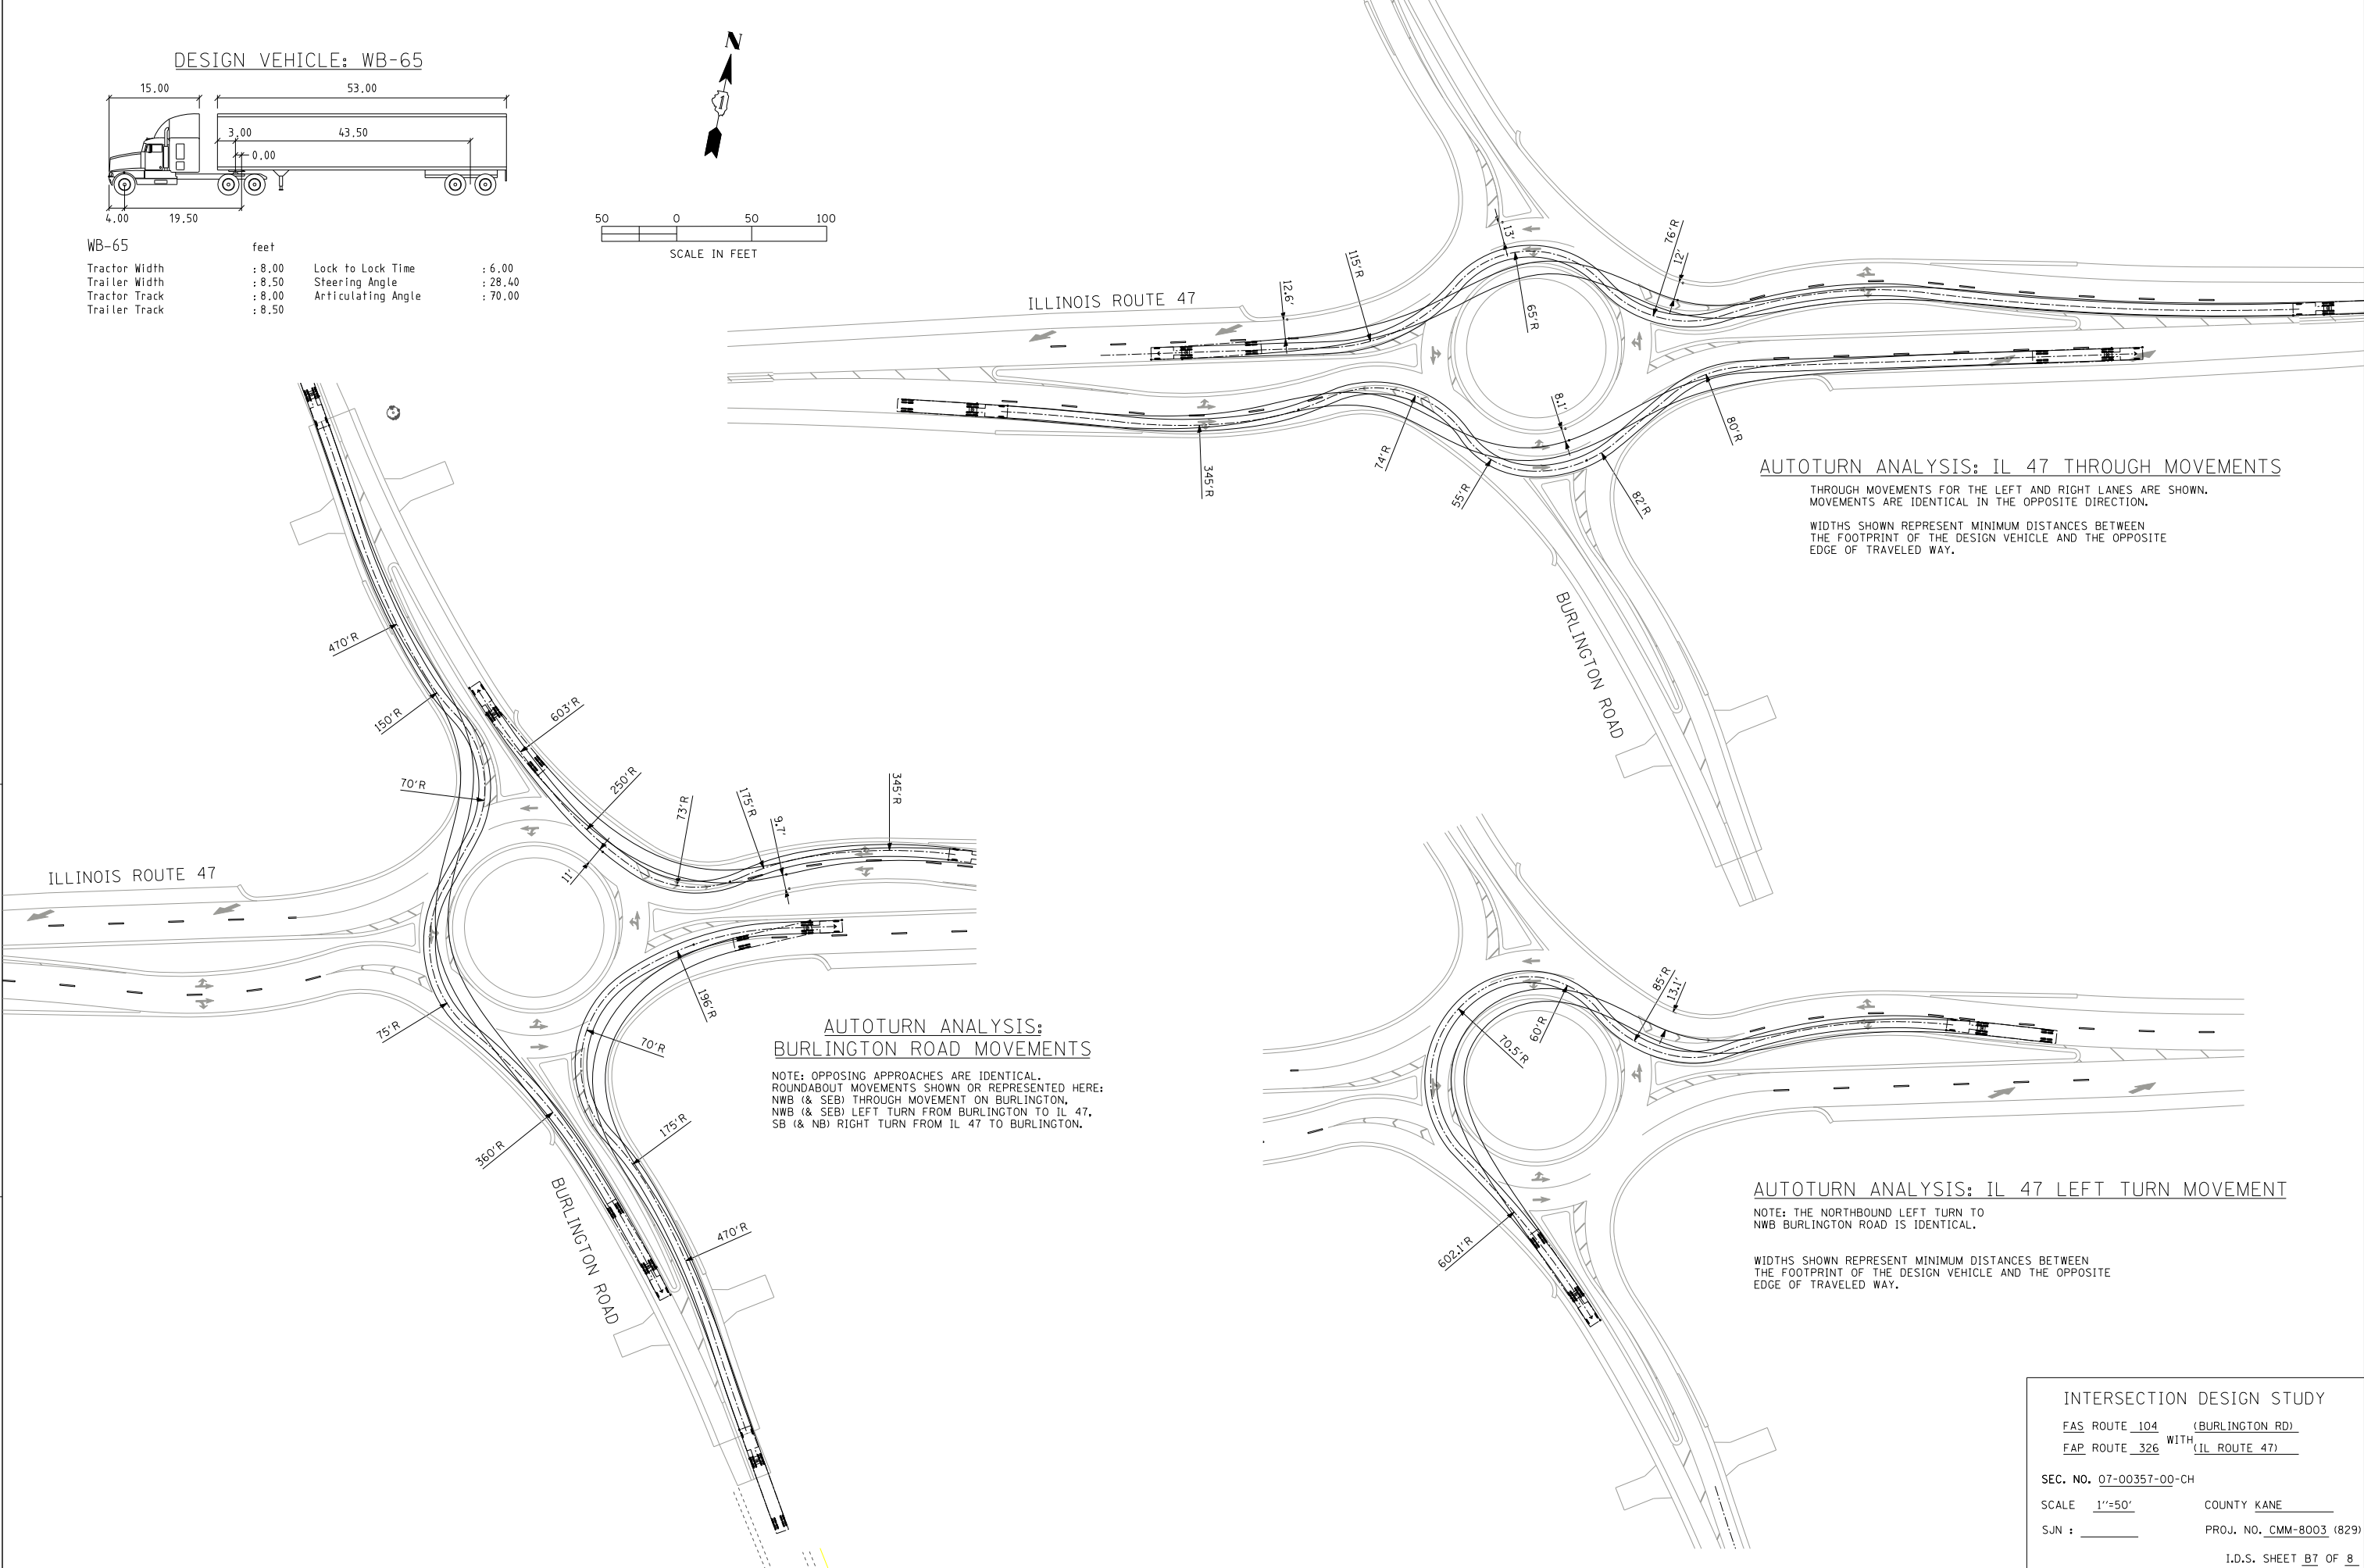 DESIGN VEHICLE: WB-65
15.00
53.00
3.00
43.50
0.00
4.00
19.50
WB-65
feet
Tractor Width : 8.00 Lock to Lock Time : 6.00
Trailer Width : 8.50 Steering Angle : 28.40
Tractor Track : 8.00 Articulating Angle : 70.00
Trailer Track : 8.50
N
1
50 0 50 100
SCALE IN FEET
ILLINOIS ROUTE 47
12.6'
115'R
13'
65'R
76'R
12'
8.1'
80'R
345'R
74'R
55'R
82'R
BURLINGTON ROAD
AUTOTURN ANALYSIS: IL 47 THROUGH MOVEMENTS
THROUGH MOVEMENTS FOR THE LEFT AND RIGHT LANES ARE SHOWN.
MOVEMENTS ARE IDENTICAL IN THE OPPOSITE DIRECTION.
WIDTHS SHOWN REPRESENT MINIMUM DISTANCES BETWEEN
THE FOOTPRINT OF THE DESIGN VEHICLE AND THE OPPOSITE
EDGE OF TRAVELED WAY.
470'R
150'R
70'R
603'R
250'R
73'R
175'R
9.7'
345'R
11'
ILLINOIS ROUTE 47
75'R
196'R
70'R
360'R
175'R
470'R
BURLINGTON ROAD
AUTOTURN ANALYSIS:
BURLINGTON ROAD MOVEMENTS
NOTE: OPPOSING APPROACHES ARE IDENTICAL.
ROUNDABOUT MOVEMENTS SHOWN OR REPRESENTED HERE:
NWB (& SEB) THROUGH MOVEMENT ON BURLINGTON,
NWB (& SEB) LEFT TURN FROM BURLINGTON TO IL 47,
SB (& NB) RIGHT TURN FROM IL 47 TO BURLINGTON.
85'R
13.1'
60'R
70.5'R
602.1'R
AUTOTURN ANALYSIS: IL 47 LEFT TURN MOVEMENT
NOTE: THE NORTHBOUND LEFT TURN TO
NWB BURLINGTON ROAD IS IDENTICAL.
WIDTHS SHOWN REPRESENT MINIMUM DISTANCES BETWEEN
THE FOOTPRINT OF THE DESIGN VEHICLE AND THE OPPOSITE
EDGE OF TRAVELED WAY.
INTERSECTION DESIGN STUDY
FAS ROUTE 104 (BURLINGTON RD)
WITH
FAP ROUTE 326 (IL ROUTE 47)
SEC. NO. 07-00357-00-CH
SCALE 1''=50' COUNTY KANE
SJN : PROJ. NO. CMM-8003 (829)
I.D.S. SHEET B7 OF 8